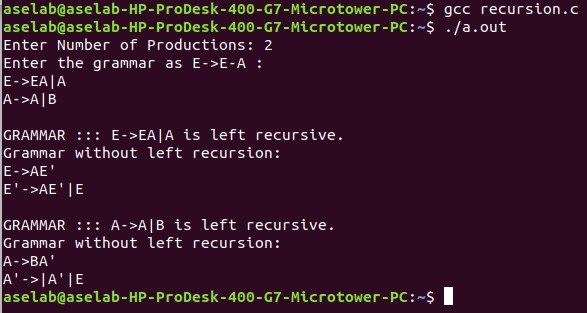 aselab@aselab-HP-ProDesk-400-G7-Microtower-PC:~$ gcc recursion.c
aselab@aselab-HP-ProDesk-400-G7-Microtower-PC:~$ ./a.out
Enter Number of Productions: 2
Enter the grammar as E->E-A :
E->EA|A
A->A|B

GRAMMAR ::: E->EA|A is left recursive.
Grammar without left recursion:
E->AE'
E'->AE'|E

GRAMMAR ::: A->A|B is left recursive.
Grammar without left recursion:
A->BA'
A'->|A'|E
aselab@aselab-HP-ProDesk-400-G7-Microtower-PC:~$